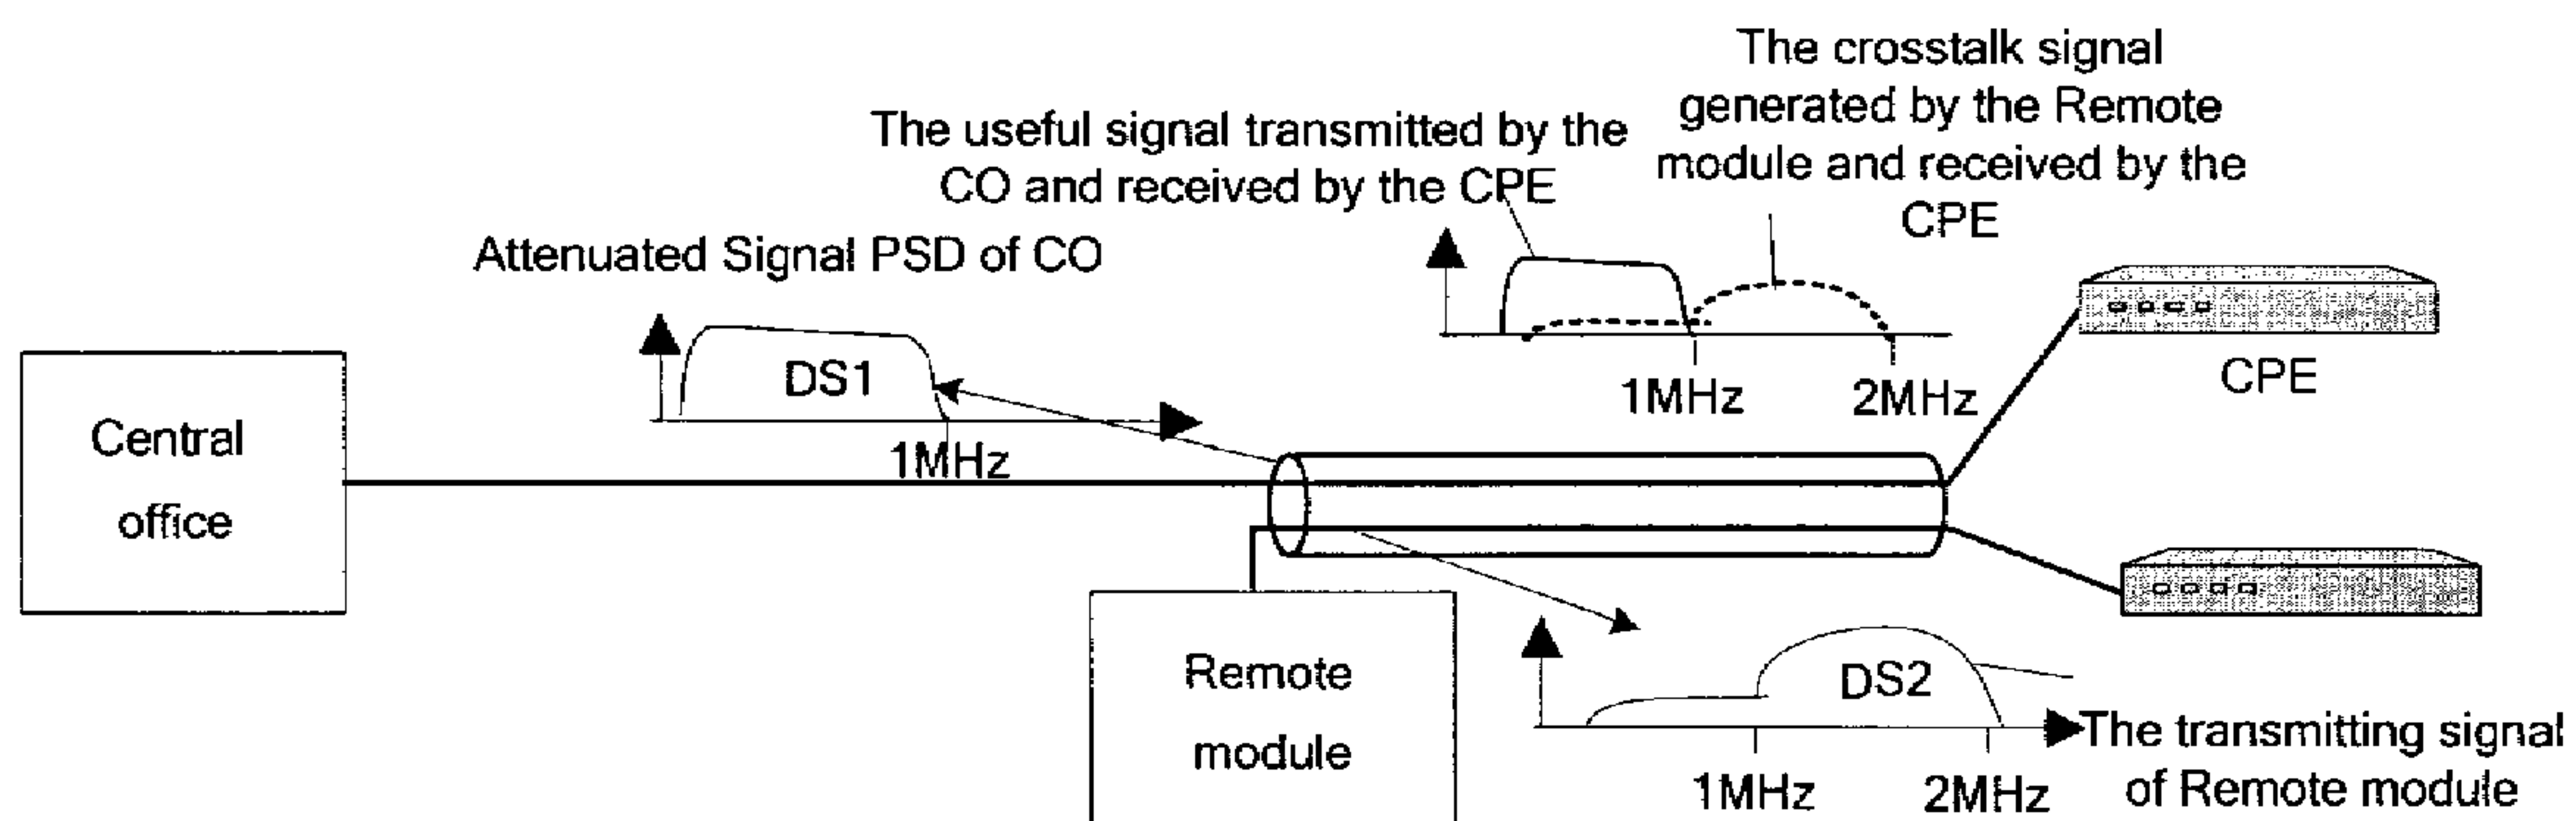 The crosstalk signal
generated by the Remote
module and received by the
CPE
The useful signal transmitted by the
CO and received by the CPE
Attenuated Signal PSD of CO
DS1
1MHz
1MHz
2MHz
CPE
Central
office
Remote
module
DS2
1MHz
2MHz
The transmitting signal
of Remote module